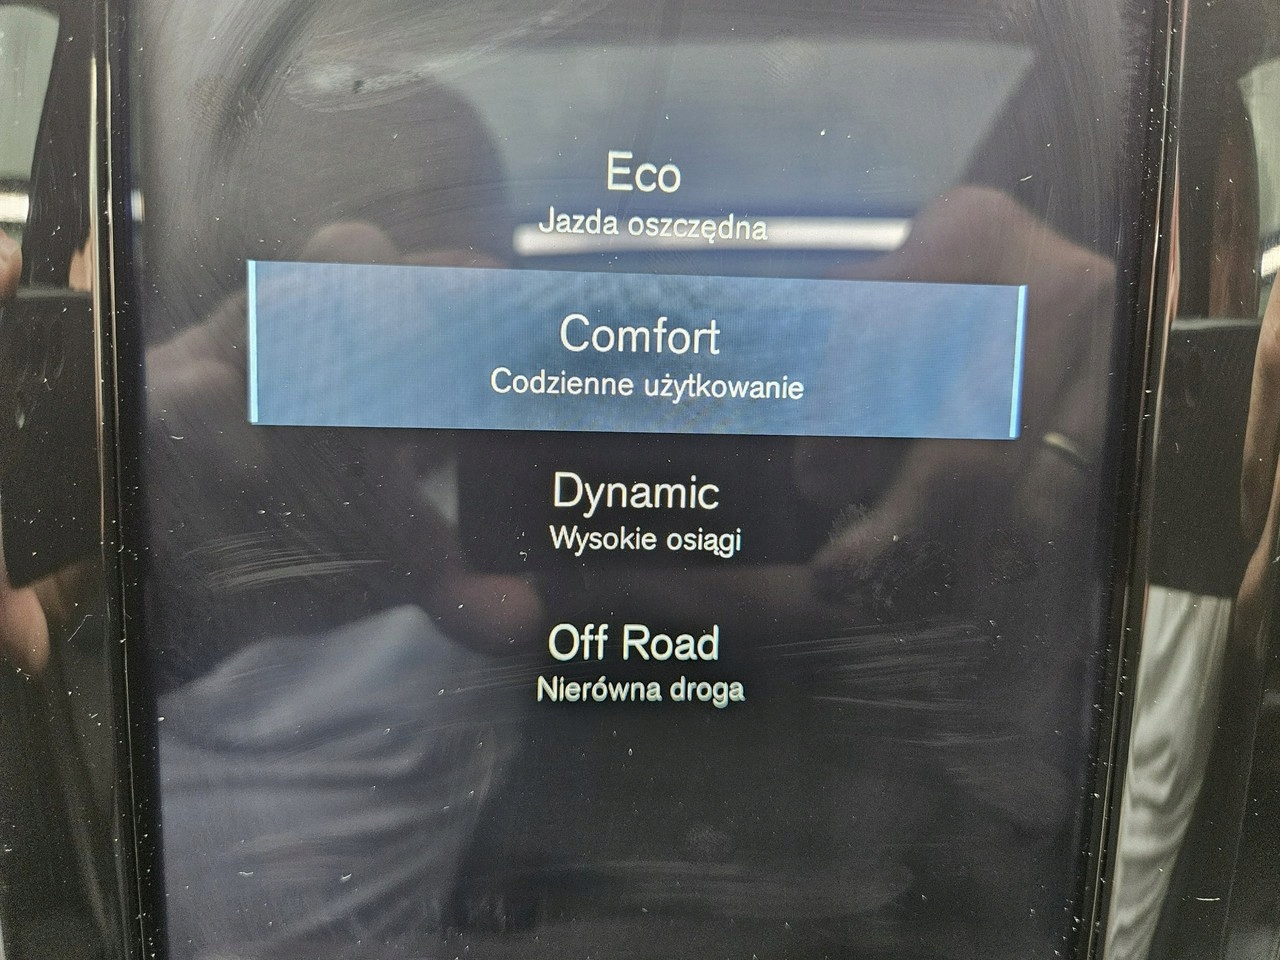 Eco
Jazda oszczędna
Comfort
Codzienne użytkowanie
Dynamic
Wysokie osiągi
Off Road
Nierówna droga